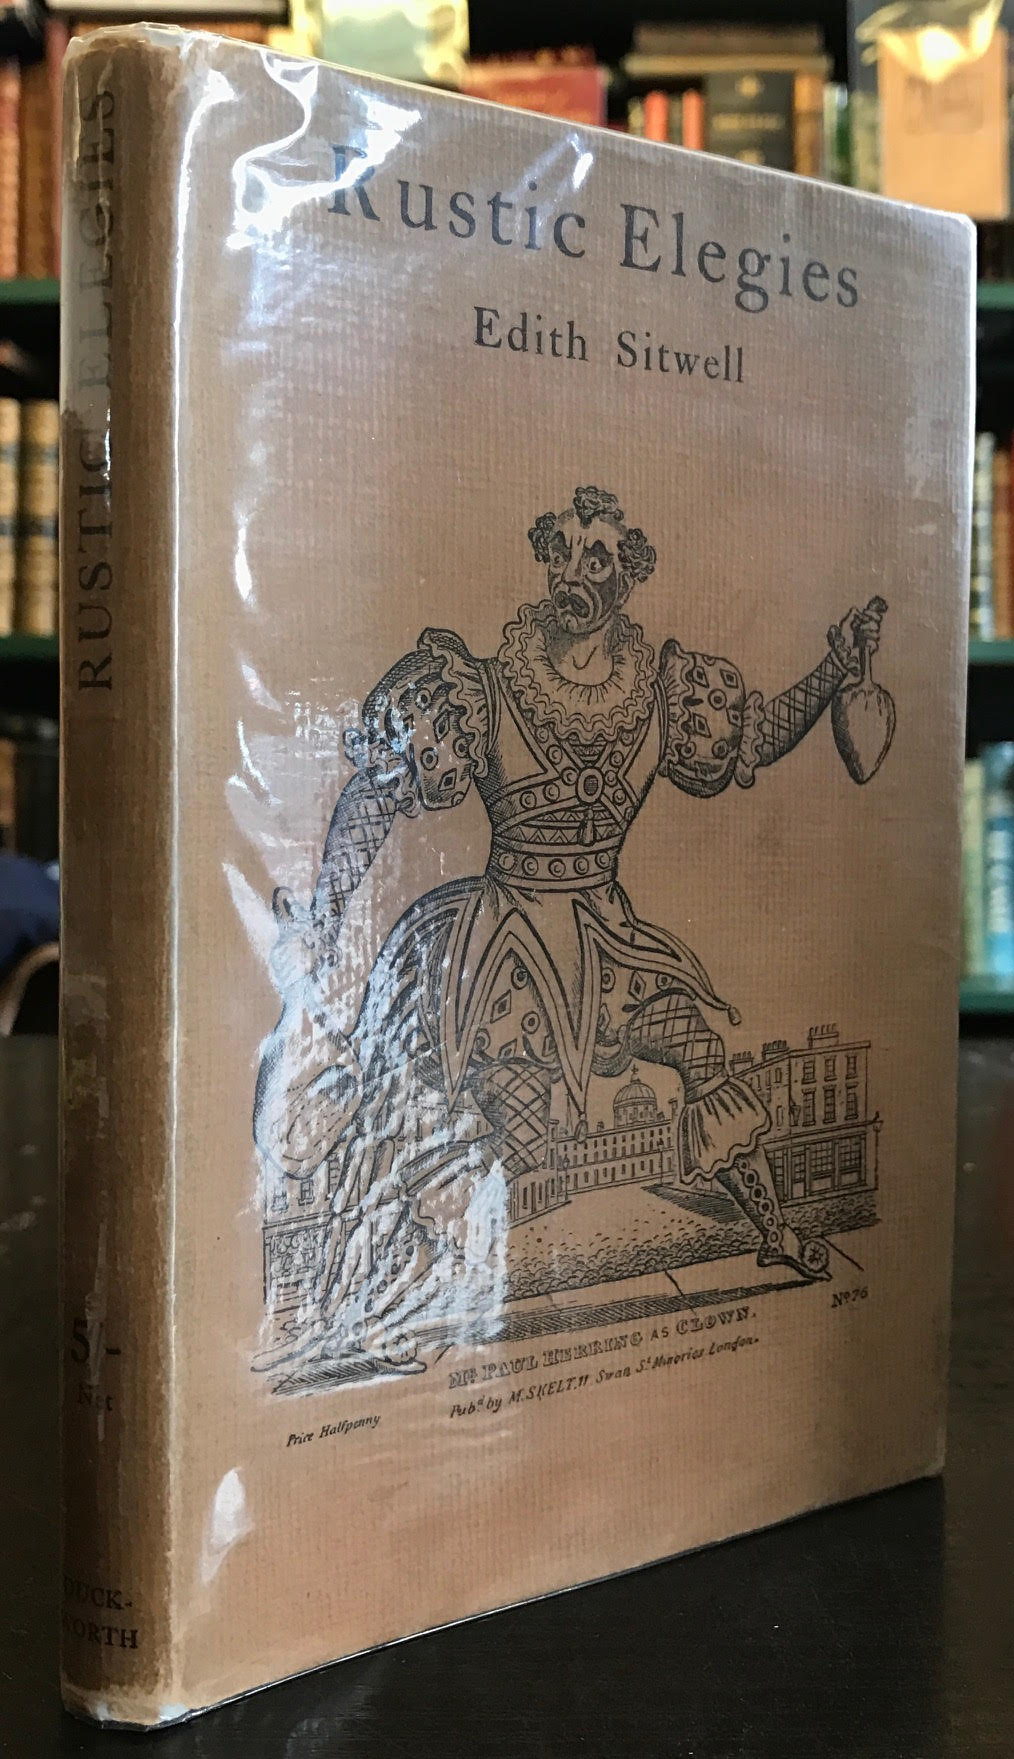 RUSTIC ELEGIES
5/-
Net
DUCK-
WORTH
Rustic Elegies
Edith Sitwell
Nº 76
Mr PAUL HERRING AS CLOWN.
Pubd by M. SKELT, 11 Swan St Minories London.
Price Halfpenny